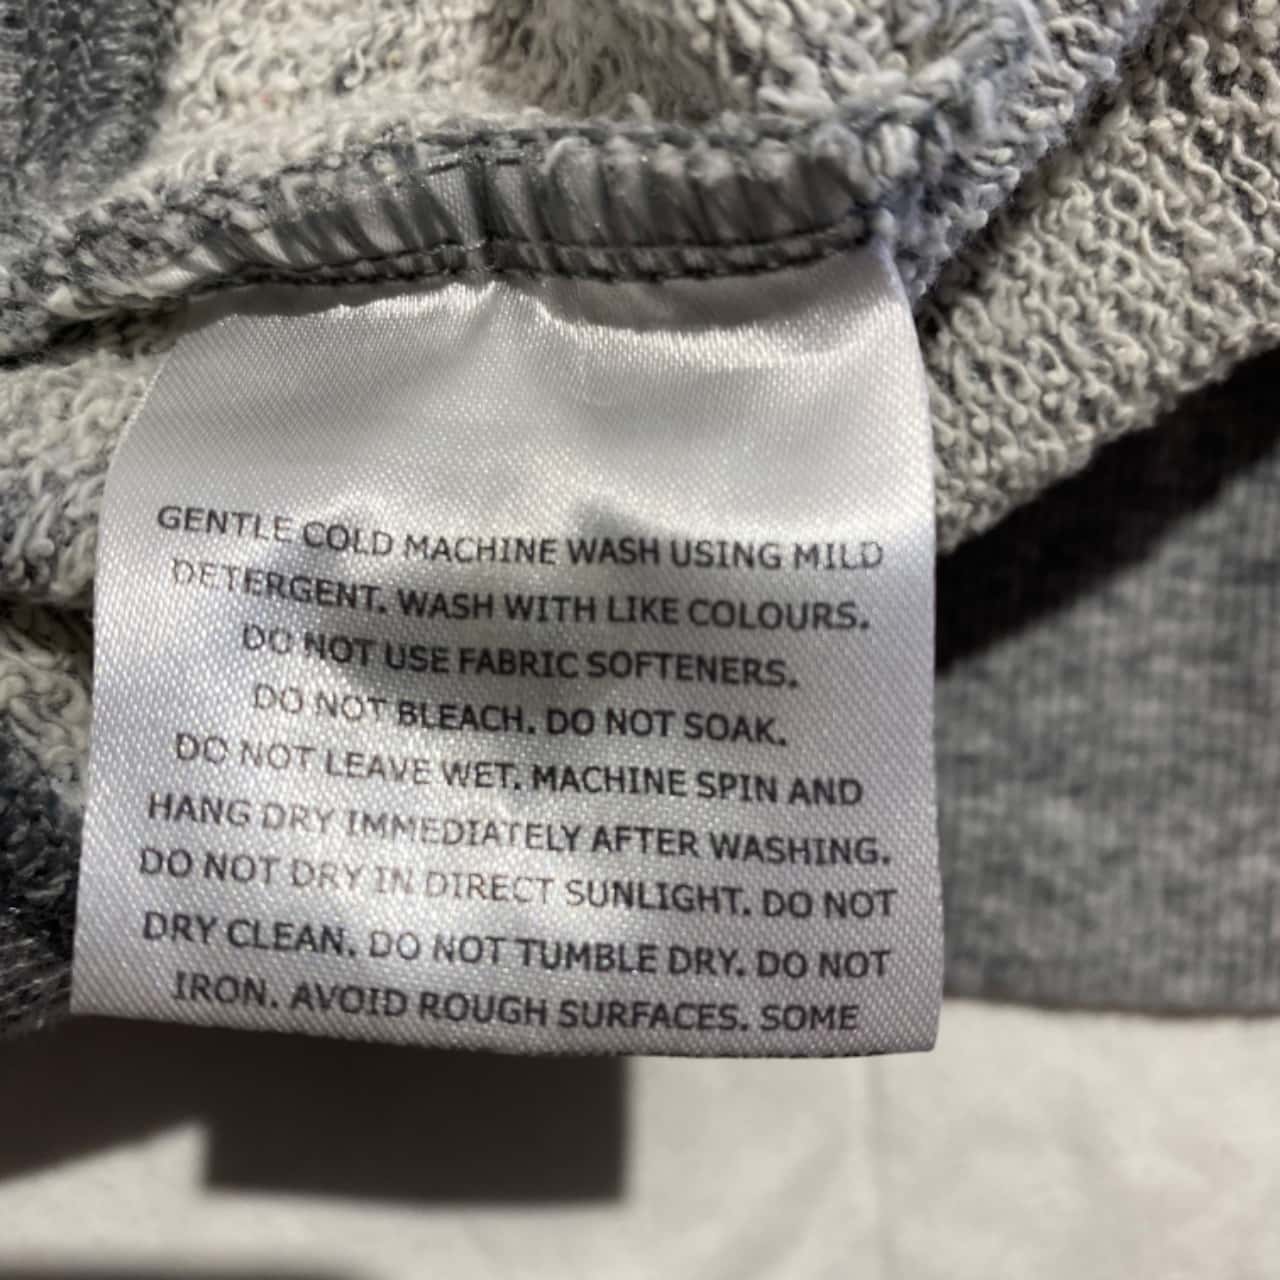 GENTLE COLD MACHINE WASH USING MILD
DETERGENT. WASH WITH LIKE COLOURS.
DO NOT USE FABRIC SOFTENERS.
DO NOT BLEACH. DO NOT SOAK.
DO NOT LEAVE WET. MACHINE SPIN AND
HANG DRY IMMEDIATELY AFTER WASHING.
DO NOT DRY IN DIRECT SUNLIGHT. DO NOT
DRY CLEAN. DO NOT TUMBLE DRY. DO NOT
IRON. AVOID ROUGH SURFACES. SOME